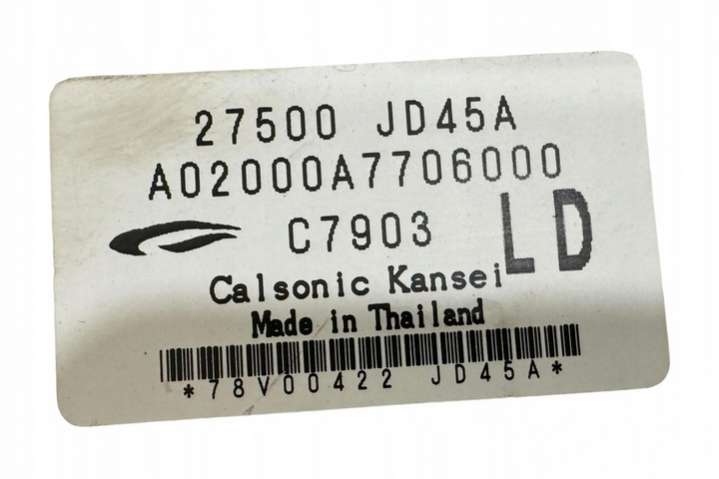 27500 JD45A
A02000A7706000
C7903 LD
Calsonic Kansei
Made in Thailand
*78V00422 JD45A*